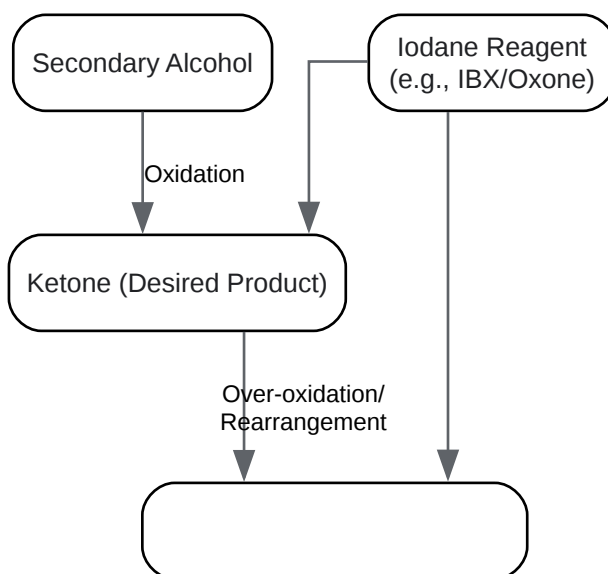 Secondary Alcohol
Iodane Reagent
(e.g., IBX/Oxone)
Oxidation
Ketone (Desired Product)
Over-oxidation/
Rearrangement